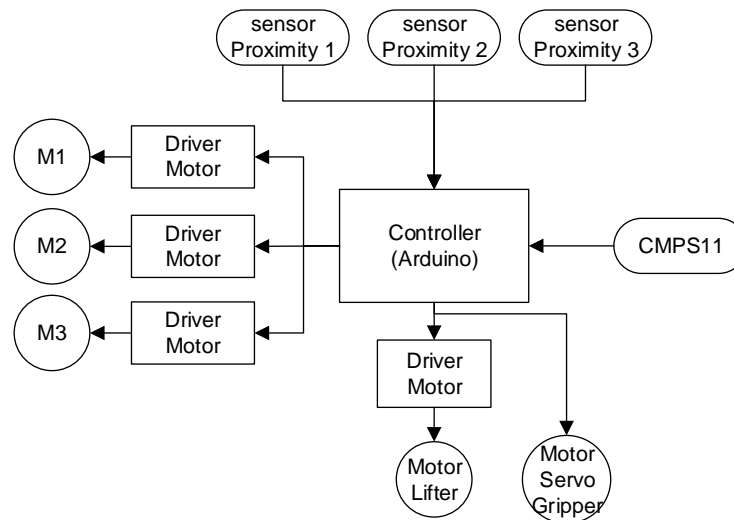 sensor
Proximity 1
sensor
Proximity 2
sensor
Proximity 3
M1
Driver
Motor
M2
Driver
Motor
Controller
(Arduino)
CMPS11
M3
Driver
Motor
Driver
Motor
Motor
Lifter
Motor
Servo
Gripper